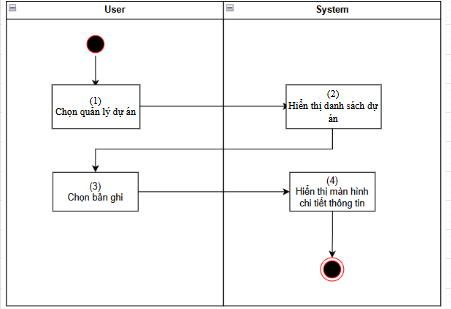 User
System
(1)
Chọn quản lý dự án
(2)
Hiển thị danh sách dự
án
(3)
Chọn bản ghi
(4)
Hiển thị màn hình
chi tiết thông tin